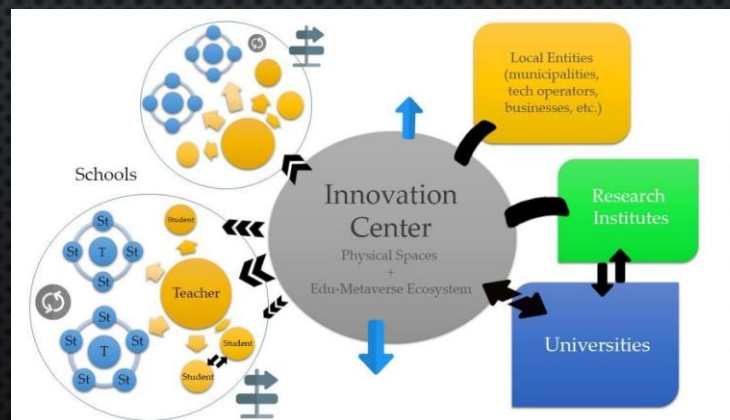 Schools
St
St
T
St
St
St
St
T
St
St
St
Student
Teacher
Student
Student
Innovation
Center
Physical Spaces
+
Edu-Metaverse Ecosystem
Local Entities
(municipalities,
tech operators,
businesses, etc.)
Research
Institutes
Universities